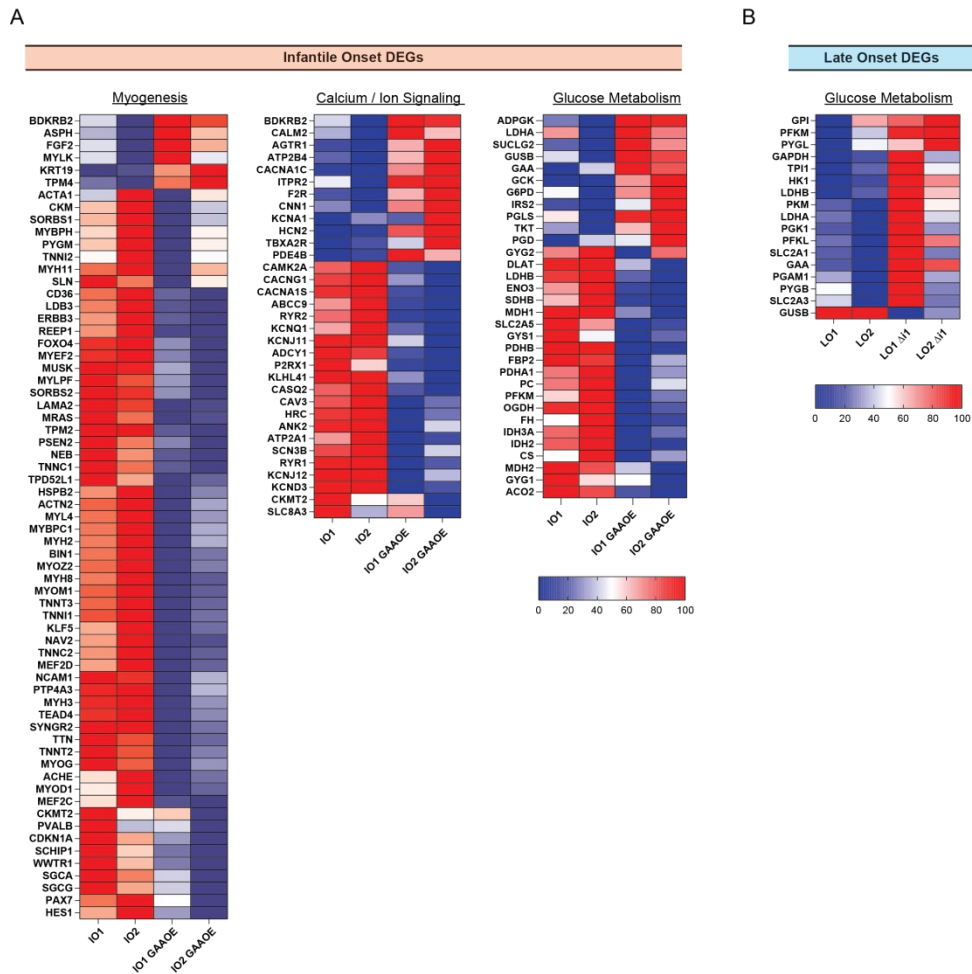 A
B
Infantile Onset DEGs
Late Onset DEGs
Myogenesis
BDKRB2
ASPH
FGF2
MYLK
KRT19
TPM4
ACTA1
CKM
SORBS1
MYBPH
PYGM
TNNI2
MYH11
SLN
CD36
LDB3
ERBB3
REEP1
FOXO4
MYEF2
MUSK
MYLPF
SORBS2
LAMA2
MRAS
TPM2
PSEN2
NEB
TNNC1
TPD52L1
HSPB2
ACTN2
MYL4
MYBPC1
MYH2
BIN1
MYOZ2
MYH8
MYOM1
TNNT3
TNNI1
KLF5
NAV2
TNNC2
MEF2D
NCAM1
PTP4A3
MYH3
TEAD4
SYNGR2
TTN
TNNT2
MYOG
ACHE
MYOD1
MEF2C
CKMT2
PVALB
CDKN1A
SCHIP1
WWTR1
SGCA
SGCG
PAX7
HES1
IO1
IO2
IO1 GAAOE
IO2 GAAOE
Calcium / Ion Signaling
BDKRB2
CALM2
AGTR1
ATP2B4
CACNA1C
ITPR2
F2R
CNN1
KCNA1
HCN2
TBXA2R
PDE4B
CAMK2A
CACNG1
CACNA1S
ABCC9
RYR2
KCNQ1
KCNJ11
ADCY1
P2RX1
KLHL41
CASQ2
CAV3
HRC
ANK2
ATP2A1
SCN3B
RYR1
KCNJ12
KCND3
CKMT2
SLC8A3
IO1
IO2
IO1 GAAOE
IO2 GAAOE
Glucose Metabolism
ADPGK
LDHA
SUCLG2
GUSB
GAA
GCK
G6PD
IRS2
PGLS
TKT
PGD
GYG2
DLAT
LDHB
ENO3
SDHB
MDH1
SLC2A5
GYS1
PDHB
FBP2
PDHA1
PC
PFKM
OGDH
FH
IDH3A
IDH2
CS
MDH2
GYG1
ACO2
IO1
IO2
IO1 GAAOE
IO2 GAAOE
0 20 40 60 80 100
Glucose Metabolism
GPI
PFKM
PYGL
GAPDH
TPI1
HK1
LDHB
PKM
LDHA
PGK1
PFKL
SLC2A1
GAA
PGAM1
PYGB
SLC2A3
GUSB
LO1
LO2
LO1 Δi1
LO2 Δi1
0 20 40 60 80 100